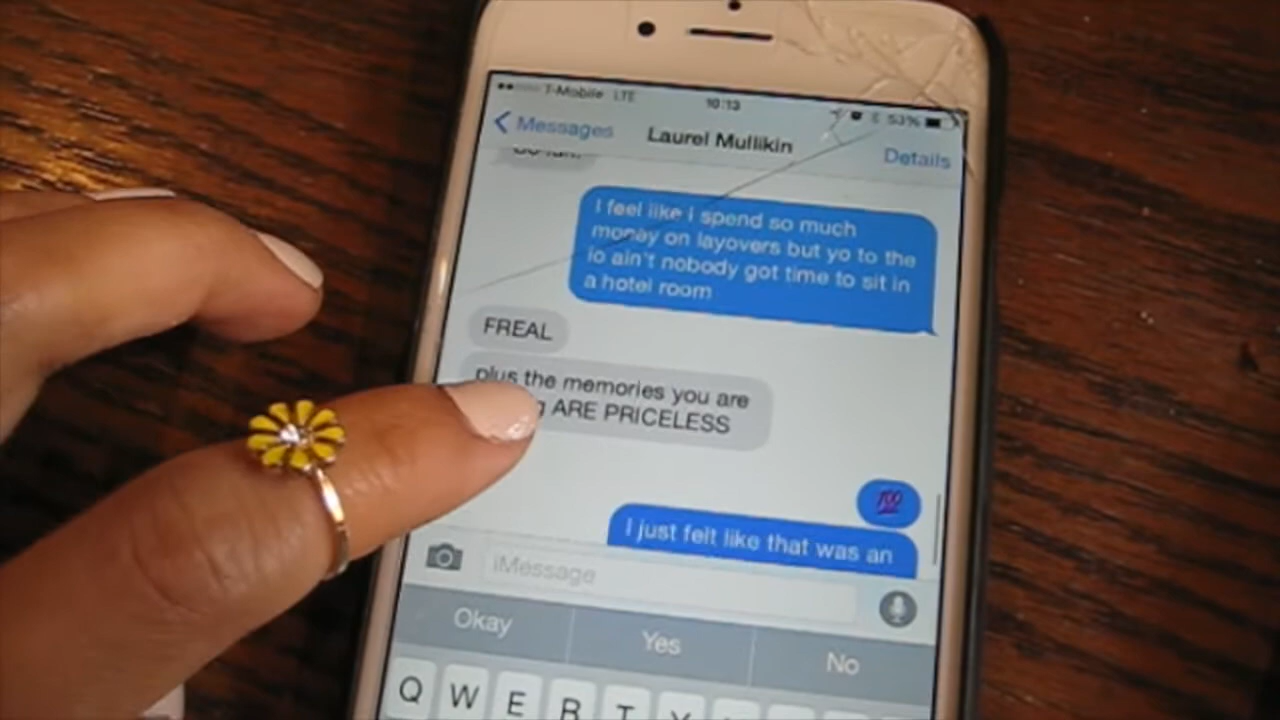 T-Mobile LTE 10:13 53%
Messages Laurel Mullikin Details
I feel like I spend so much
money on layovers but yo to the
lo ain't nobody got time to sit in
a hotel room
FREAL
plus the memories you are
ARE PRICELESS
💯
I just felt like that was an
iMessage
Okay Yes No
Q W E R T Y